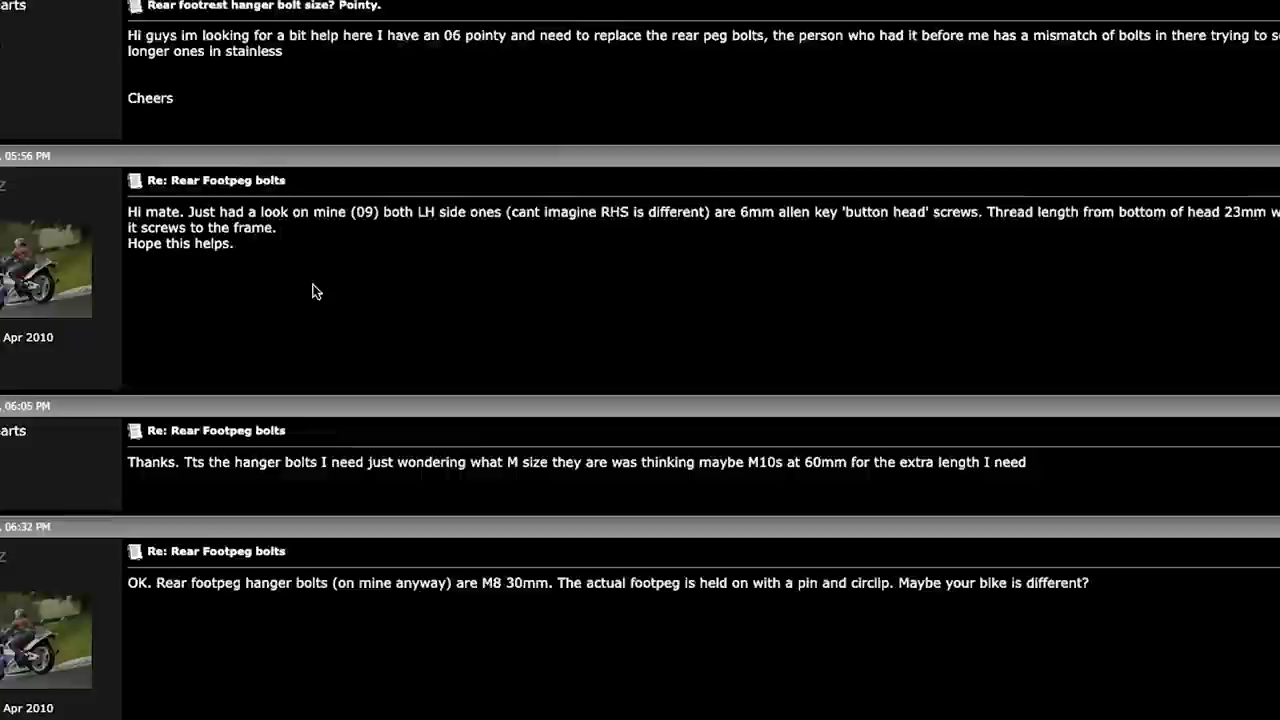 arts
Rear footrest hanger bolt size? Pointy.
Hi guys im looking for a bit help here I have an 06 pointy and need to replace the rear peg bolts, the person who had it before me has a mismatch of bolts in there trying to
longer ones in stainless
Cheers
, 05:56 PM
Z
Re: Rear Footpeg bolts
Hi mate. Just had a look on mine (09) both LH side ones (cant imagine RHS is different) are 6mm allen key 'button head' screws. Thread length from bottom of head 23mm
it screws to the frame.
Hope this helps.
Apr 2010
, 06:05 PM
arts
Re: Rear Footpeg bolts
Thanks. Tts the hanger bolts I need just wondering what M size they are was thinking maybe M10s at 60mm for the extra length I need
, 06:32 PM
Z
Re: Rear Footpeg bolts
OK. Rear footpeg hanger bolts (on mine anyway) are M8 30mm. The actual footpeg is held on with a pin and circlip. Maybe your bike is different?
Apr 2010